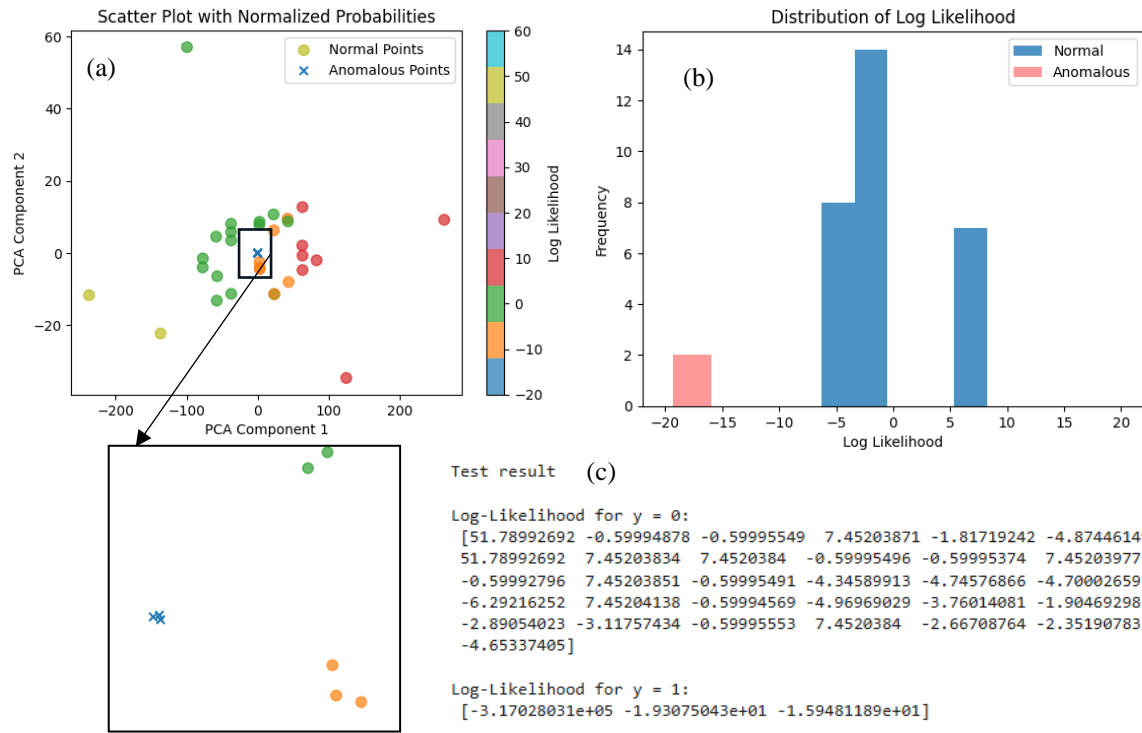 Scatter Plot with Normalized Probabilities
(a)
Normal Points
Anomalous Points
PCA Component 2
60
40
20
0
−20
−200
−100
0
100
200
PCA Component 1
60
50
40
30
20
10
0
−10
−20
Log Likelihood
Distribution of Log Likelihood
(b)
Normal
Anomalous
Frequency
14
12
10
8
6
4
2
0
−20
−15
−10
−5
0
5
10
15
20
Log Likelihood
Test result
(c)
Log-Likelihood for y = 0:
[51.78992692 -0.59994878 -0.59995549 7.45203871 -1.81719242
51.78992692 7.45203834 7.4520384 -0.59995496 -0.59995374 7.45203977
-0.59992796 7.45203851 -0.59995491 -4.34589913 -4.74576866 -4.70002659
-6.29216252 7.45204138 -0.59994569 -4.96969029 -3.76014081 -1.90469298
-2.89054023 -3.11757434 -0.59995553 7.4520384 -2.66708764 -2.35190783
-4.65337405]
Log-Likelihood for y = 1:
[-3.17028031e+05 -1.93075043e+01 -1.59481189e+01]